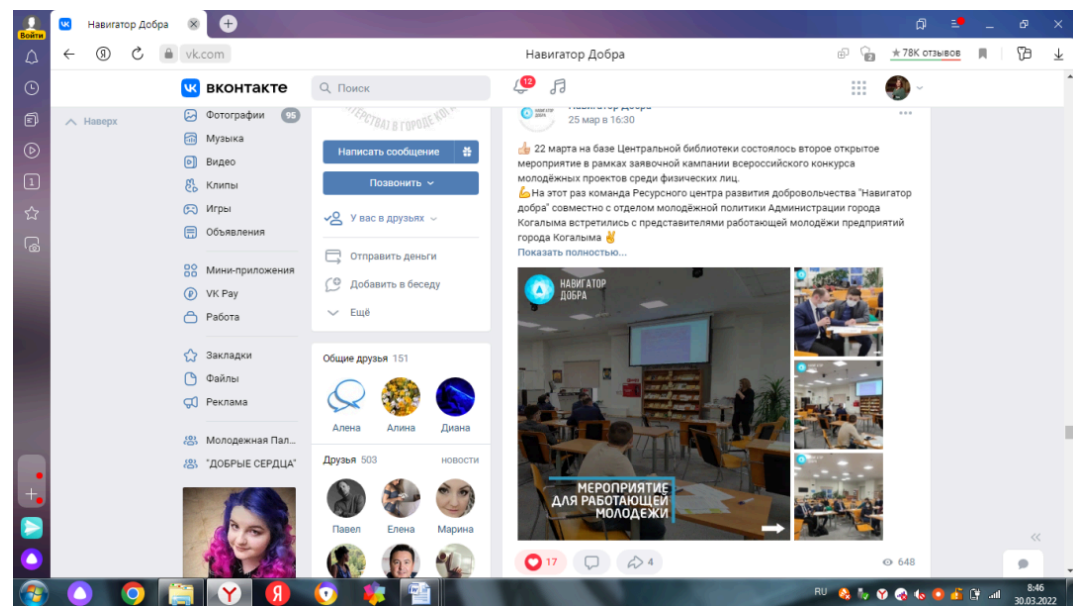 Войти
Навигатор Добра
vk.com
Навигатор Добра
2
★ 78K отзывов
1
Наверх
вконтакте
Поиск
12
Фотографии 95
Музыка
Видео
Клипы
Игры
Объявления
Мини-приложения
VK Pay
Работа
Закладки
Файлы
Реклама
Молодежная Пал...
"ДОБРЫЕ СЕРДЦА"
В ГОРОДЕ
Написать сообщение
Позвонить
У вас в друзьях
Отправить деньги
Добавить в беседу
Ещё
Общие друзья 151
Алена Алина Диана
Друзья 503 новости
Павел Елена Марина
Навигатор Добра
25 мар в 16:30
👍🏼 22 марта на базе Центральной библиотеки состоялось второе открытое
мероприятие в рамках заявочной кампании всероссийского конкурса
молодёжных проектов среди физических лиц.
💪На этот раз команда Ресурсного центра развития добровольчества "Навигатор
добра" совместно с отделом молодёжной политики Администрации города
Когалыма встретились с представителями работающей молодёжи предприятий
города Когалыма ✌
Показать полностью...
НАВИГАТОР
ДОБРА
МЕРОПРИЯТИЕ
ДЛЯ РАБОТАЮЩЕЙ
МОЛОДЕЖИ
17
4
648
RU
8:46
30.03.2022